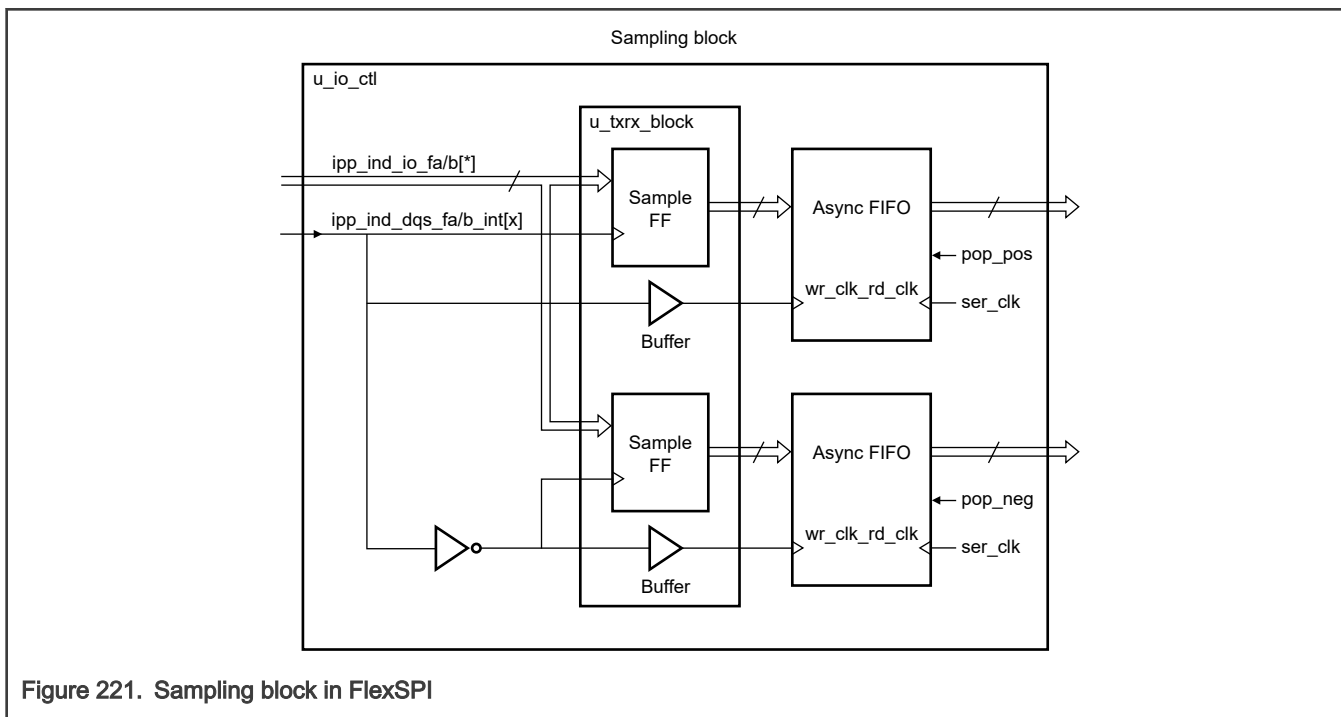 Sampling block
u_io_ctl
u_txrx_block
ipp_ind_io_fa/b[*]
Sample
FF
Async FIFO
ipp_ind_dqs_fa/b_int[x]
pop_pos
wr_clk_rd_clk
ser_clk
Buffer
Sample
FF
Async FIFO
pop_neg
wr_clk_rd_clk
ser_clk
Buffer
Figure 221. Sampling block in FlexSPI